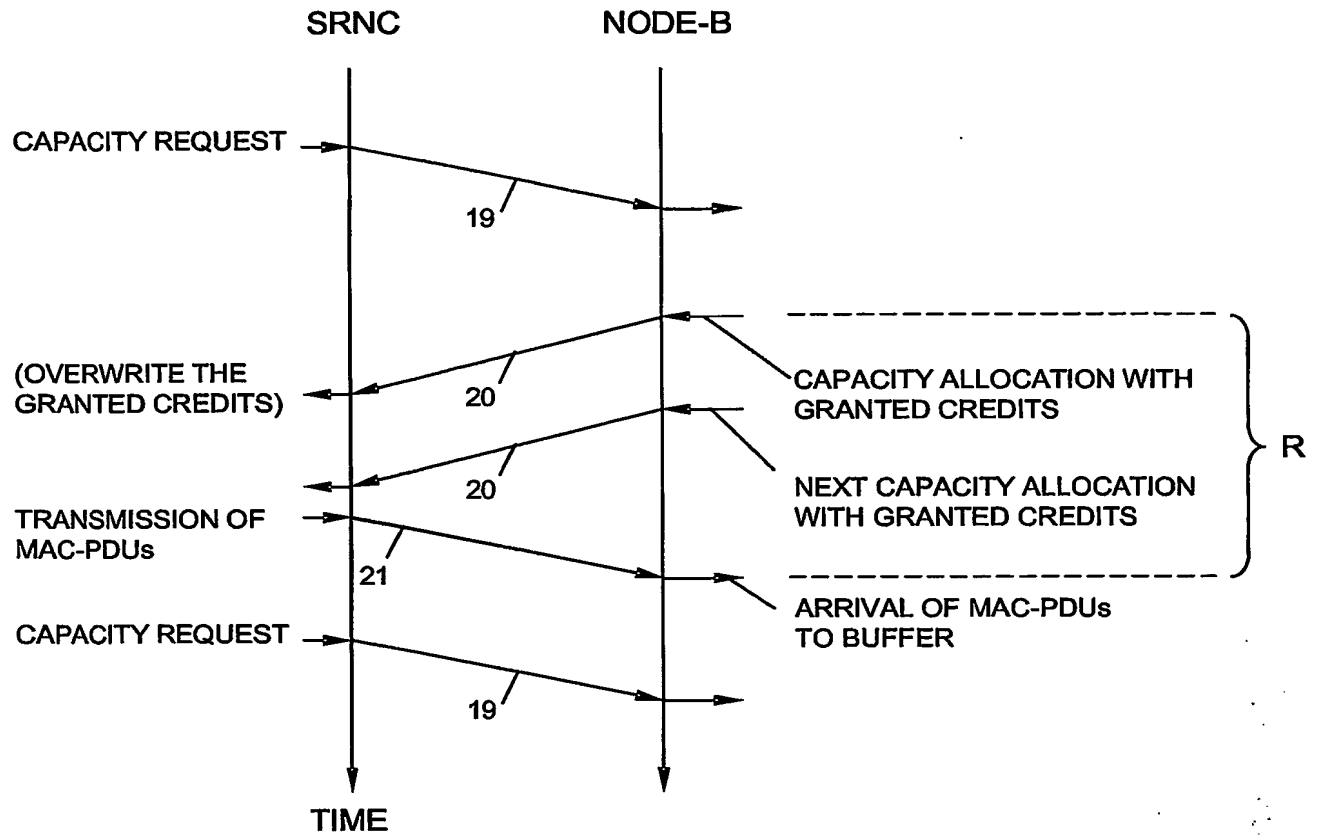 SRNC
NODE-B
CAPACITY REQUEST
19
(OVERWRITE THE
GRANTED CREDITS)
20
CAPACITY ALLOCATION WITH
GRANTED CREDITS
R
20
NEXT CAPACITY ALLOCATION
WITH GRANTED CREDITS
TRANSMISSION OF
MAC-PDUs
21
ARRIVAL OF MAC-PDUs
TO BUFFER
CAPACITY REQUEST
19
TIME